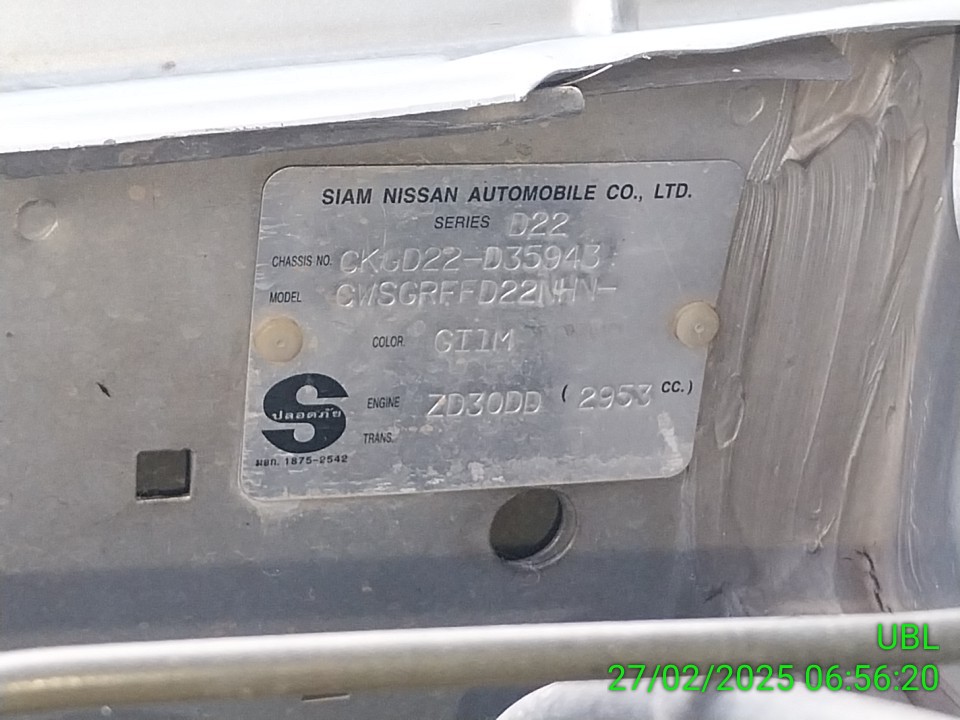 SIAM NISSAN AUTOMOBILE CO., LTD.
SERIES D22
CHASSIS NO. CKGD22-D35943
MODEL CWSGRFFD22NHN-
COLOR. GI1M
ENGINE ZD30DD ( 2953 CC.)
TRANS.
ปลอดภัย
มอก. 1875-2542
UBL
27/02/2025 06:56:20